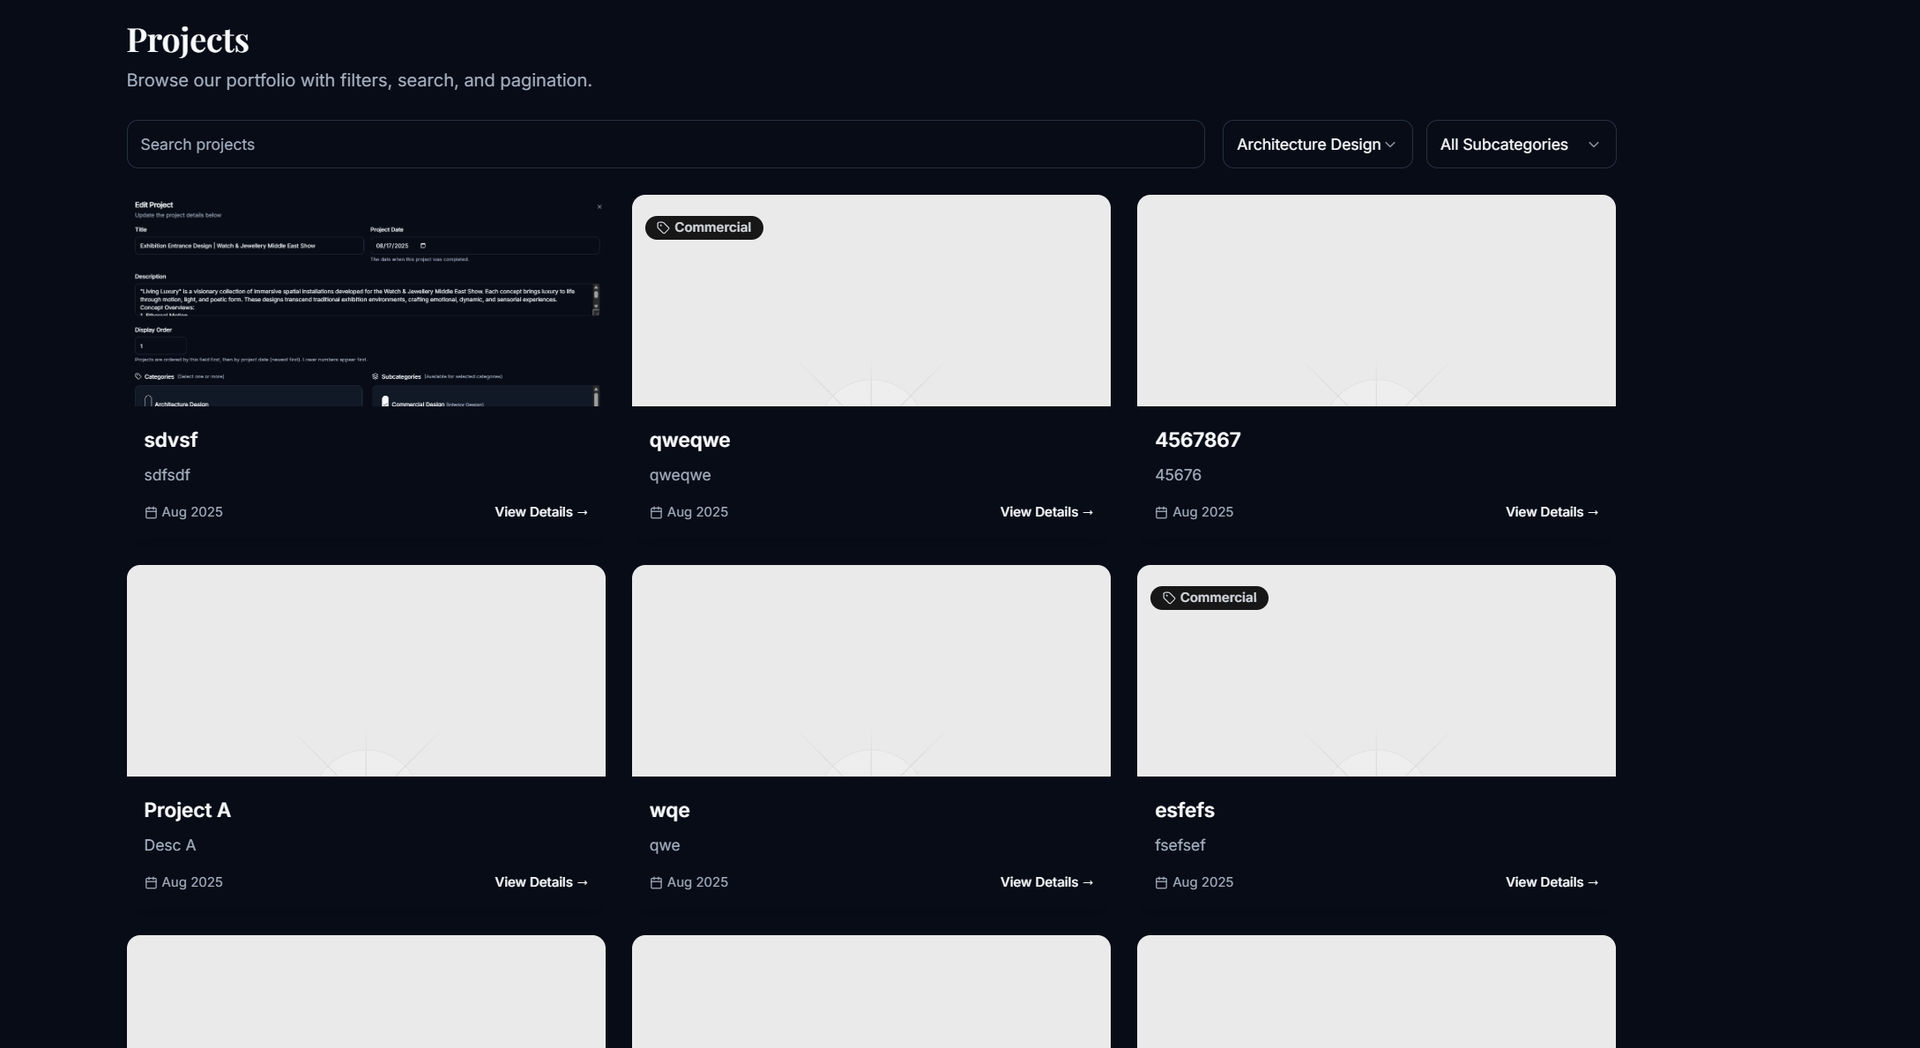 Projects
Browse our portfolio with filters, search, and pagination.
Search projects
Architecture Design
All Subcategories
Edit Project
Update the project details below
Title
Project Date
Exhibition Entrance Design | Watch & Jewellery Middle East Show
08/17/2025
The date when this project was completed.
Description
"Living Luxury" is a visionary collection of immersive spatial installations developed for the Watch & Jewellery Middle East Show. Each concept brings luxury to life
through motion, light, and poetic form. These designs transcend traditional exhibition environments, crafting emotional, dynamic, and sensorial experiences.
Concept Overviews:
1. Ethereal Motion
Display Order
1
Projects are ordered by this field first, then by project date (newest first). Lower numbers appear first.
Categories (Select one or more)
Subcategories (Available for selected categories)
Architecture Design
Commercial Design (Interior Design)
Commercial
sdvsf
sdfsdf
Aug 2025
View Details →
qweqwe
qweqwe
Aug 2025
View Details →
4567867
45676
Aug 2025
View Details →
Commercial
Project A
Desc A
Aug 2025
View Details →
wqe
qwe
Aug 2025
View Details →
esfefs
fsefsef
Aug 2025
View Details →